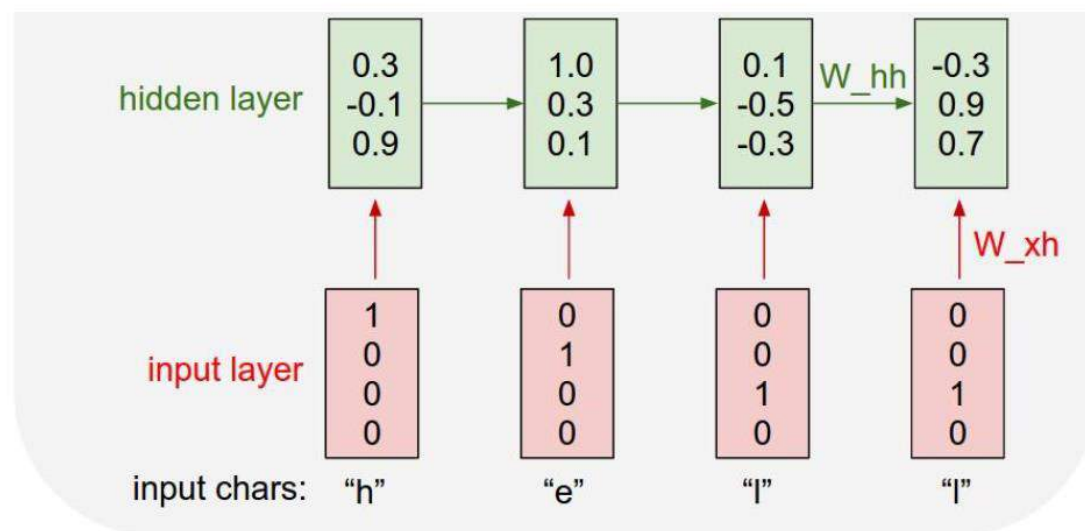 hidden layer
0.3 1.0 0.1 W_hh -0.3
-0.1 0.3 -0.5 0.9
0.9 0.1 -0.3 0.7
W_xh
input layer
1 0 0 0
0 1 0 0
0 0 1 1
0 0 0 0
input chars: “h” “e” “l” “l”